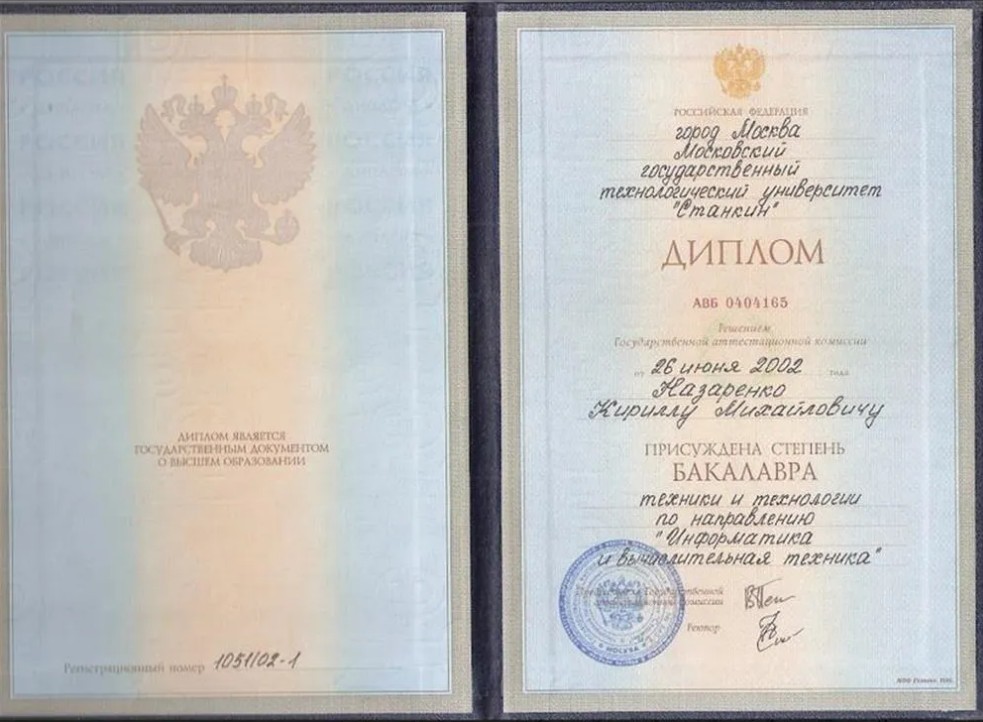 ДИПЛОМ ЯВЛЯЕТСЯ
ГОСУДАРСТВЕННЫМ ДОКУМЕНТОМ
О ВЫСШЕМ ОБРАЗОВАНИИ
Регистрационный номер 1051/02-1
РОССИЙСКАЯ ФЕДЕРАЦИЯ
город Москва
Московский
государственный
технологический университет
"Станкин"
ДИПЛОМ
АВБ 0404165
Решением
Государственной аттестационной комиссии
от 26 июня 2002 года
Назаренко
Кириллу Михайловичу
ПРИСУЖДЕНА СТЕПЕНЬ
БАКАЛАВРА
техники и технологии
по направлению
"Информатика
и вычислительная техника"
Государственной
комиссии
Ректор
МОСКВА